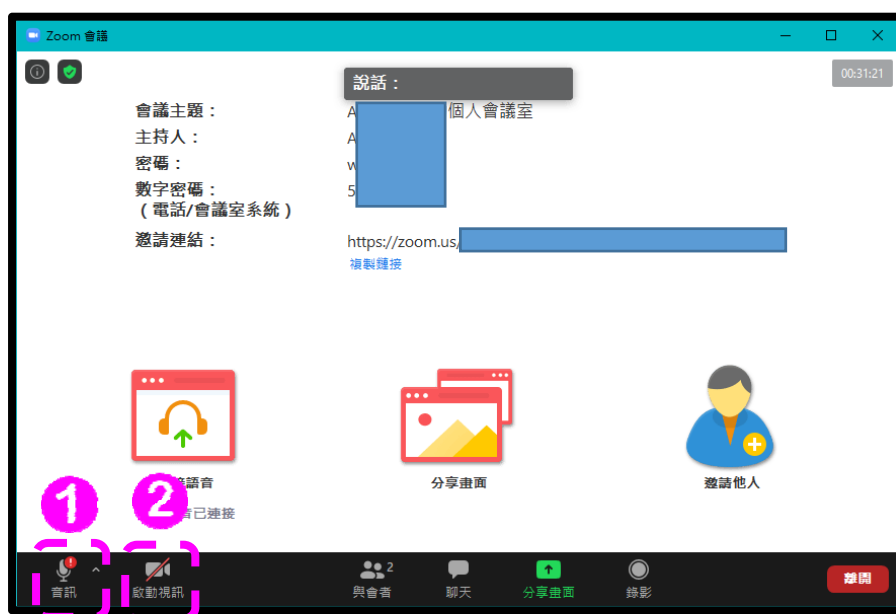 Zoom 會議
00:31:21
說話：
會議主題： A 個人會議室
主持人： A
密碼： w
數字密碼： 5
(電話/會議室系統)
邀請連結： https://zoom.us/
複製鏈接
語音 分享畫面 邀請他人
1 2
已連接
2
音訊 啟動視訊 與會者 聊天 分享畫面 錄影 離開